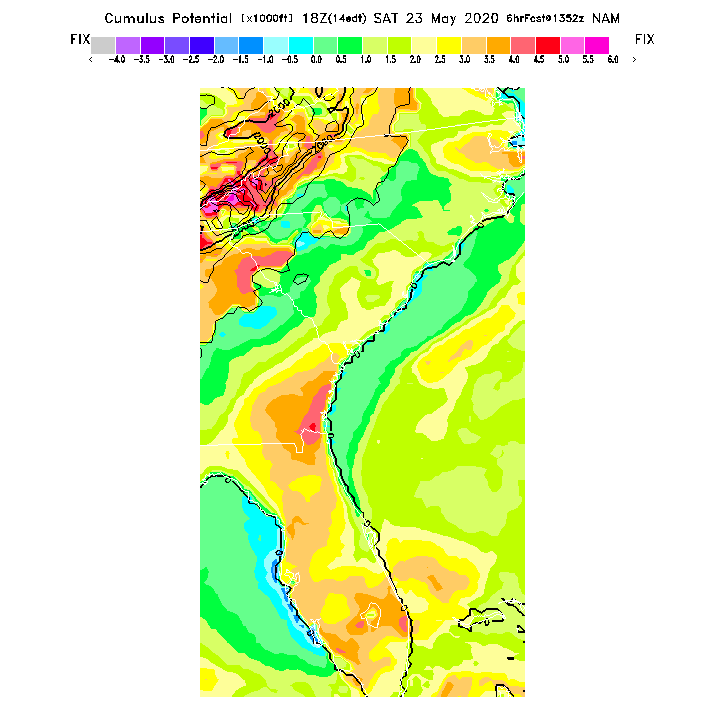 Cumulus Potential [x1000ft] 18Z(14edt) SAT 23 May 2020 6hrFcst@1352z NAM
FIX FIX
< -4.0 -3.5 -3.0 -2.5 -2.0 -1.5 -1.0 -0.5 0.0 0.5 1.0 1.5 2.0 2.5 3.0 3.5 4.0 4.5 5.0 5.5 6.0 >
2000
2000